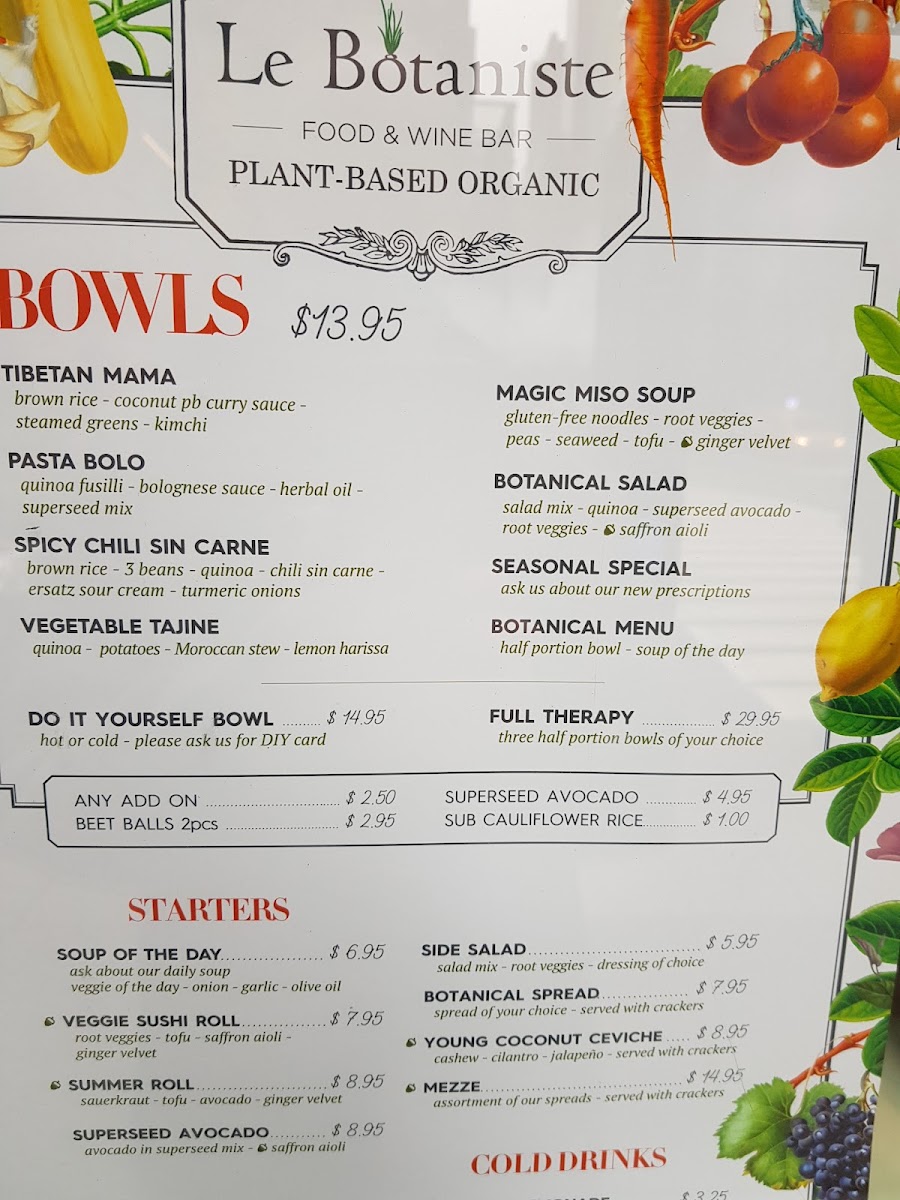 Le Botaniste
FOOD & WINE BAR
PLANT-BASED ORGANIC
BOWLS $13.95
TIBETAN MAMA
brown rice - coconut pb curry sauce -
steamed greens - kimchi
PASTA BOLO
quinoa fusilli - bolognese sauce - herbal oil -
superseed mix
SPICY CHILI SIN CARNE
brown rice - 3 beans - quinoa - chili sin carne -
ersatz sour cream - turmeric onions
VEGETABLE TAJINE
quinoa - potatoes - Moroccan stew - lemon harissa
MAGIC MISO SOUP
gluten-free noodles - root veggies -
peas - seaweed - tofu - ginger velvet
BOTANICAL SALAD
salad mix - quinoa - superseed avocado -
root veggies - saffron aioli
SEASONAL SPECIAL
ask us about our new prescriptions
BOTANICAL MENU
half portion bowl - soup of the day
DO IT YOURSELF BOWL ........ $ 14.95
hot or cold - please ask us for DIY card
FULL THERAPY ................ $ 29.95
three half portion bowls of your choice
ANY ADD ON ................................ $ 2.50
BEET BALLS 2pcs ........................... $ 2.95
SUPERSEED AVOCADO ............ $ 4.95
SUB CAULIFLOWER RICE............ $ 1.00
STARTERS
SOUP OF THE DAY.................. $ 6.95
ask about our daily soup
veggie of the day - onion - garlic - olive oil
VEGGIE SUSHI ROLL............... $ 7.95
root veggies - tofu - saffron aioli -
ginger velvet
SUMMER ROLL....................... $ 8.95
sauerkraut - tofu - avocado - ginger velvet
SUPERSEED AVOCADO............ $ 8.95
avocado in superseed mix - saffron aioli
SIDE SALAD.............................. $ 5.95
salad mix - root veggies - dressing of choice
BOTANICAL SPREAD................ $ 7.95
spread of your choice - served with crackers
YOUNG COCONUT CEVICHE ..... $ 8.95
cashew - cilantro - jalapeño - served with crackers
MEZZE.................................... $ 14.95
assortment of our spreads - served with crackers
COLD DRINKS
$ 3.25